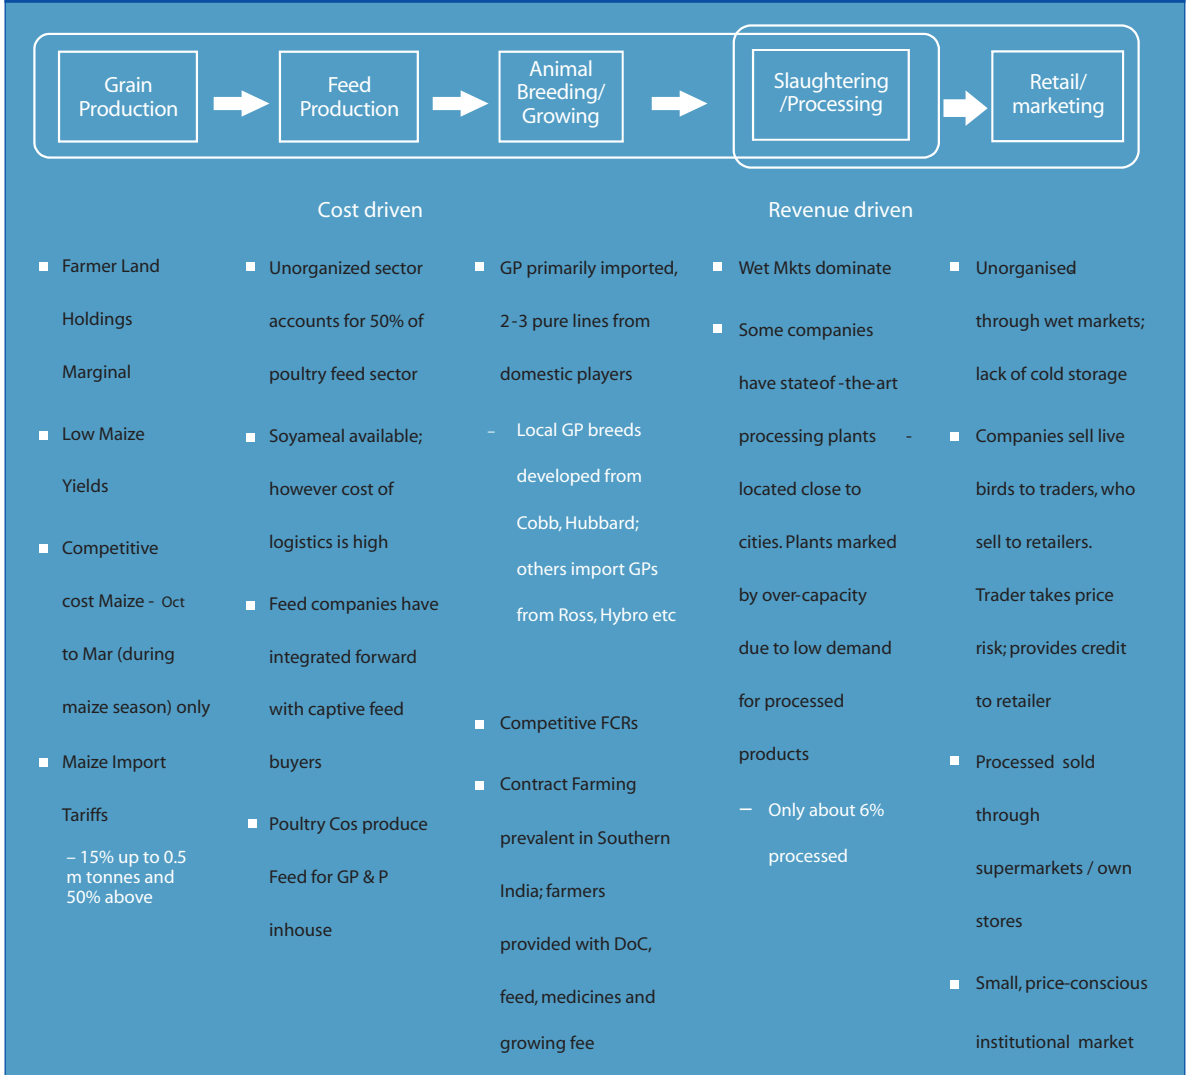 Grain
Production
Feed
Production
Animal
Breeding/
Growing
Slaughtering
/Processing
Retail/
marketing
Cost driven
Revenue driven
Farmer Land
Holdings
Marginal
Low Maize
Yields
Competitive
cost Maize - Oct
to Mar (during
maize season) only
Maize Import
Tariffs
– 15% up to 0.5
m tonnes and
50% above
Unorganized sector
accounts for 50% of
poultry feed sector
Soyameal available;
however cost of
logistics is high
Feed companies have
integrated forward
with captive feed
buyers
Poultry Cos produce
Feed for GP & P
inhouse
GP primarily imported,
2-3 pure lines from
domestic players
– Local GP breeds
developed from
Cobb, Hubbard;
others import GPs
from Ross, Hybro etc
Competitive FCRs
Contract Farming
prevalent in Southern
India; farmers
provided with DoC,
feed, medicines and
growing fee
Wet Mkts dominate
Some companies
have stateof -the-art
processing plants -
located close to
cities. Plants marked
by over-capacity
due to low demand
for processed
products
– Only about 6%
processed
Unorganised
through wet markets;
lack of cold storage
Companies sell live
birds to traders, who
sell to retailers.
Trader takes price
risk; provides credit
to retailer
Processed sold
through
supermarkets / own
stores
Small, price-conscious
institutional market